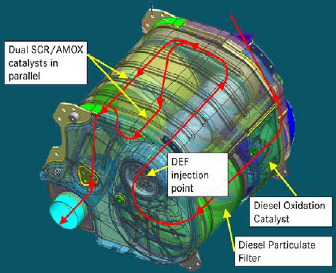 Dual SCR/AMOX
catalysts in
parallel
DEF
injection
point
Diesel Oxidation
Catalyst
Diesel Particulate
Filter